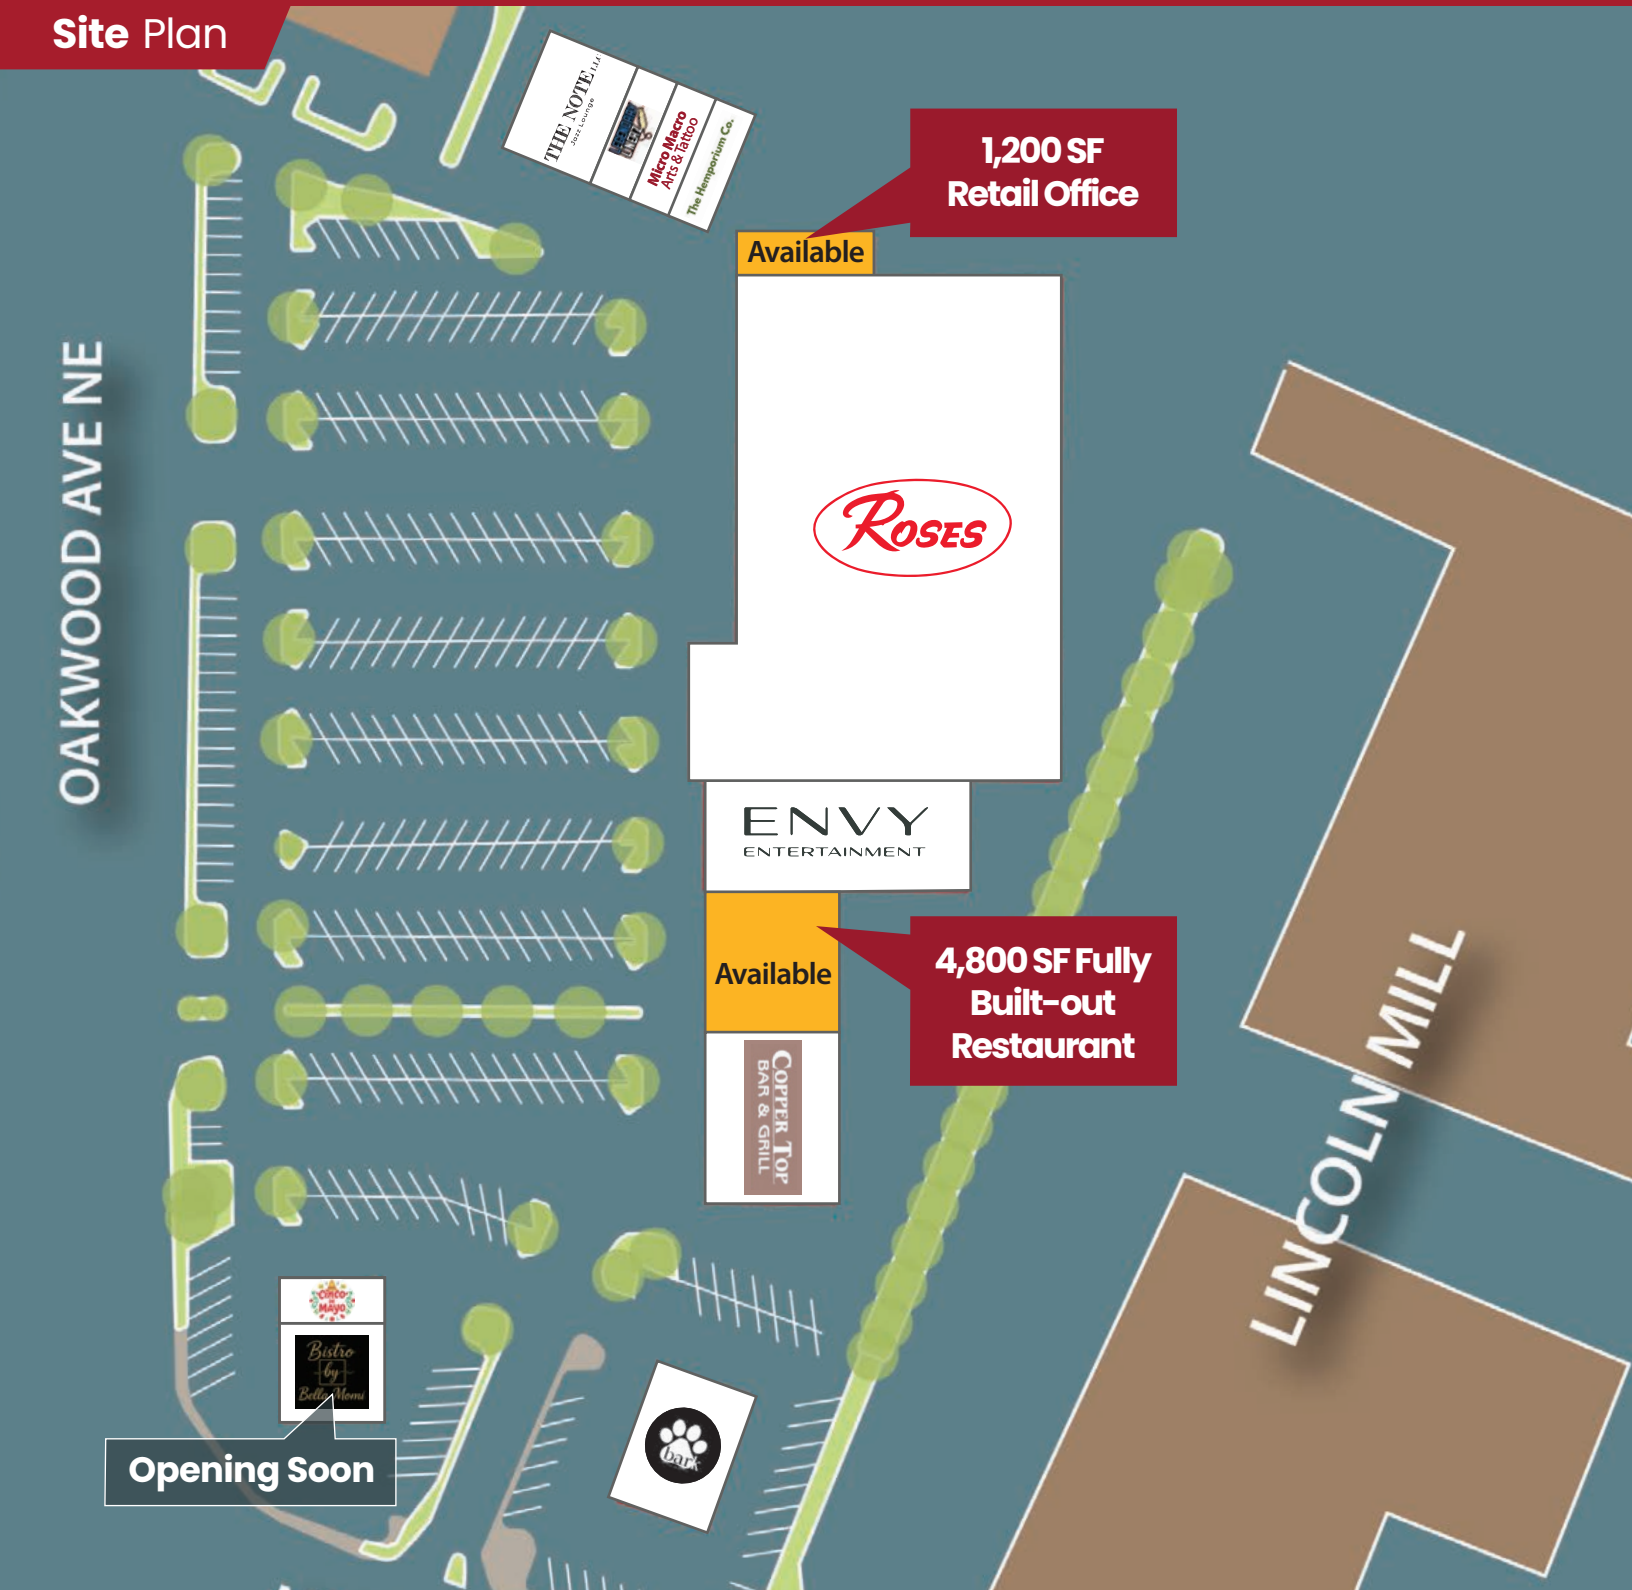 Site Plan
THE NOTE LLC
Jazz Lounge
Micro Macro
Arts & Tattoo
The Hemporium Co.
1,200 SF
Retail Office
Available
OAKWOOD AVE NE
ROSES
ENVY
ENTERTAINMENT
Available
4,800 SF Fully
Built-out
Restaurant
COPPER TOP
BAR & GRILL
LINCOLN MILL
CINCO
MAYO
Bistro
by
Bella Momi
Opening Soon
bark